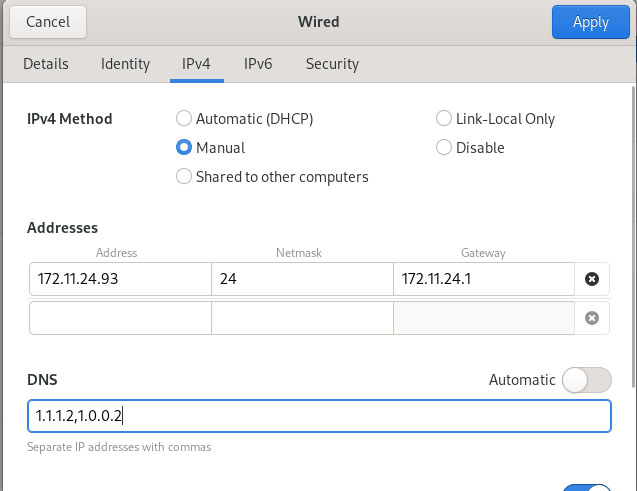 Cancel Wired Apply
Details Identity IPv4 IPv6 Security
IPv4 Method Automatic (DHCP) Link-Local Only
Manual Disable
Shared to other computers
Addresses
Address Netmask Gateway
172.11.24.93 24 172.11.24.1
DNS Automatic
1.1.1.2,1.0.0.2
Separate IP addresses with commas